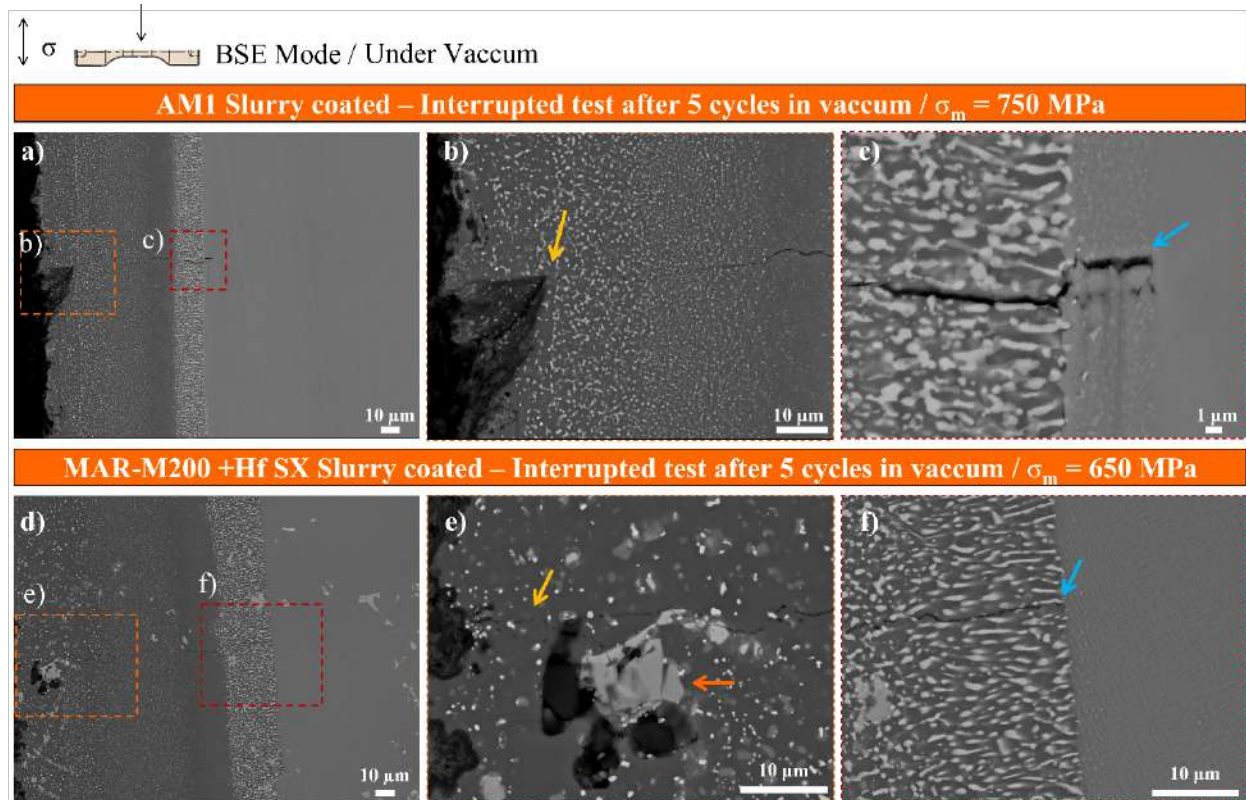 σ
BSE Mode / Under Vaccum
AM1 Slurry coated – Interrupted test after 5 cycles in vaccum / σm = 750 MPa
a)
b)
c)
10 µm
b)
10 µm
c)
1 µm
MAR-M200 +Hf SX Slurry coated – Interrupted test after 5 cycles in vaccum / σm = 650 MPa
d)
e)
f)
10 µm
e)
10 µm
f)
10 µm